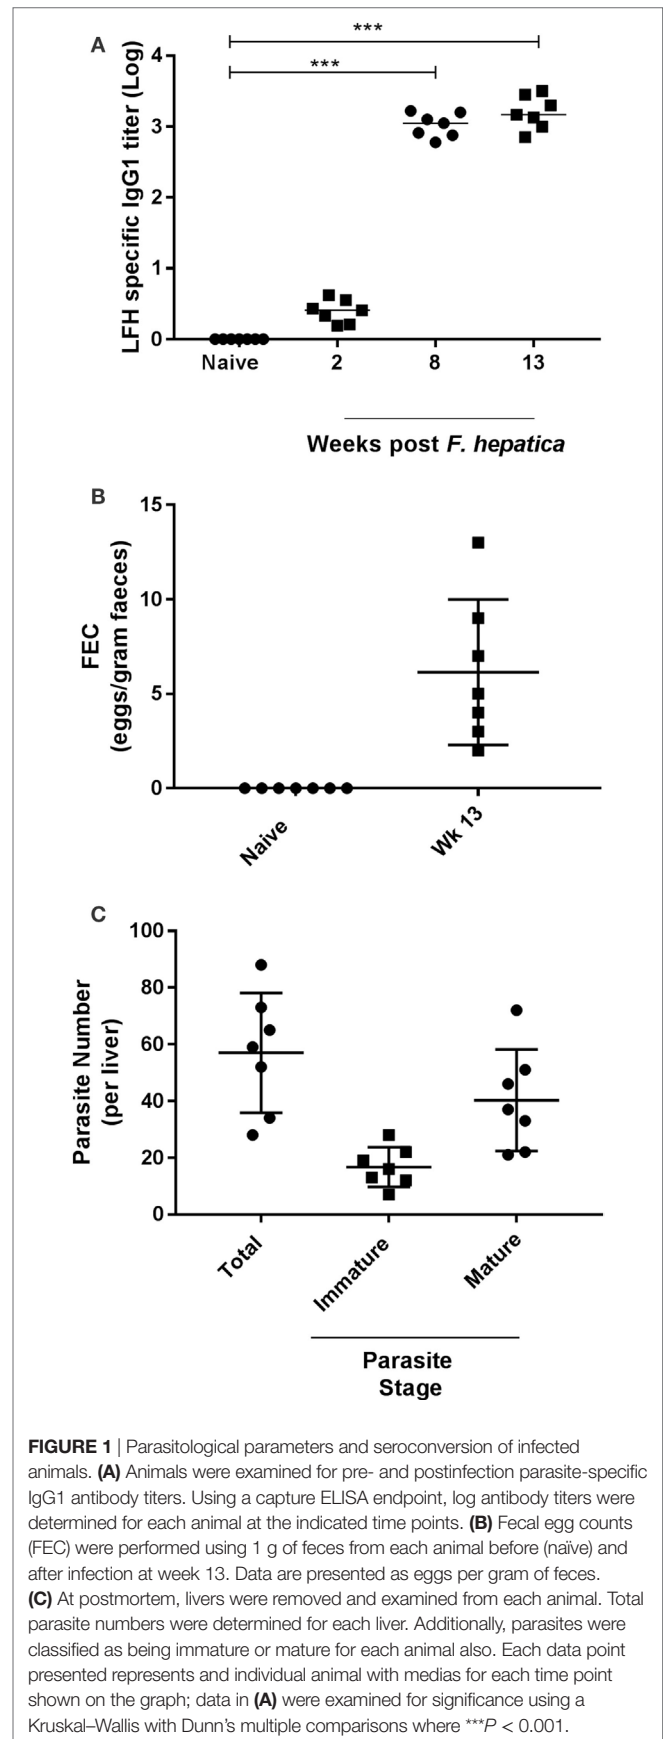 A
***
***
LFH specific IgG1 titer (Log)
4
3
2
1
0
Naive 2 8 13
Weeks post F. hepatica
B
FEC
(eggs/gram faeces)
15
10
5
0
Naive Wk 13
C
Parasite Number
(per liver)
100
80
60
40
20
0
Total Immature Mature
Parasite
Stage
FIGURE 1 | Parasitological parameters and seroconversion of infected
animals. (A) Animals were examined for pre- and postinfection parasite-specific
IgG1 antibody titers. Using a capture ELISA endpoint, log antibody titers were
determined for each animal at the indicated time points. (B) Fecal egg counts
(FEC) were performed using 1 g of feces from each animal before (naïve) and
after infection at week 13. Data are presented as eggs per gram of feces.
(C) At postmortem, livers were removed and examined from each animal. Total
parasite numbers were determined for each liver. Additionally, parasites were
classified as being immature or mature for each animal also. Each data point
presented represents and individual animal with medias for each time point
shown on the graph; data in (A) were examined for significance using a
Kruskal–Wallis with Dunn's multiple comparisons where ***P < 0.001.